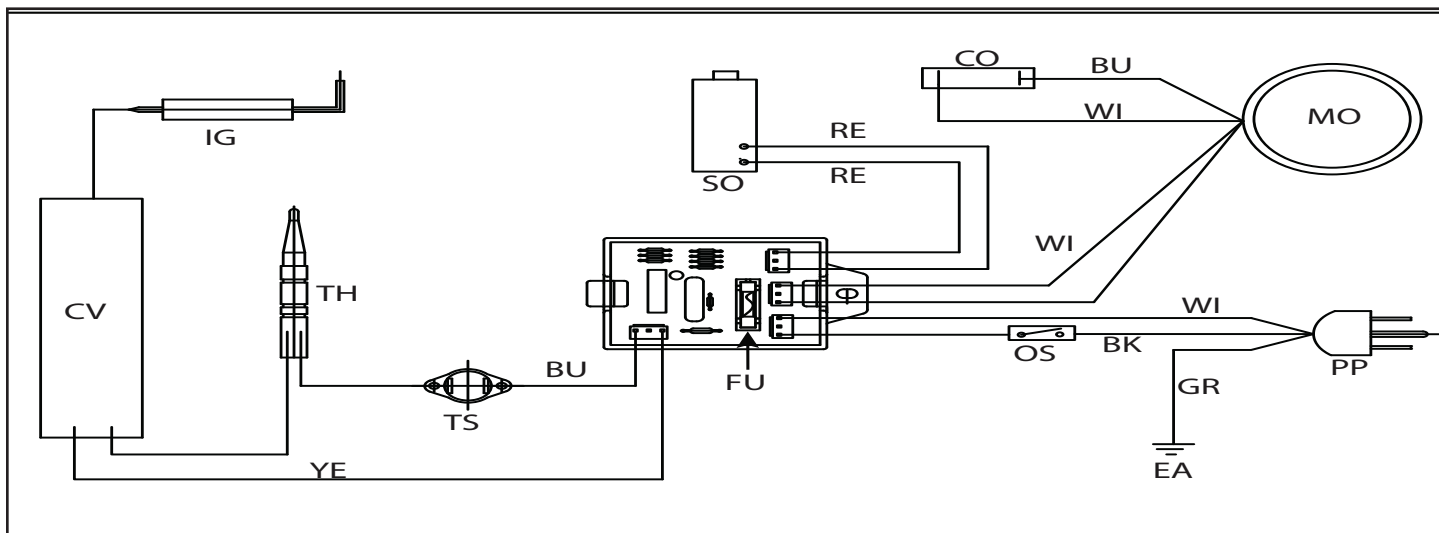 CO
BU
IG
RE
WI
MO
RE
SO
WI
CV
TH
WI
OS
BK
PP
BU
FU
GR
TS
YE
EA